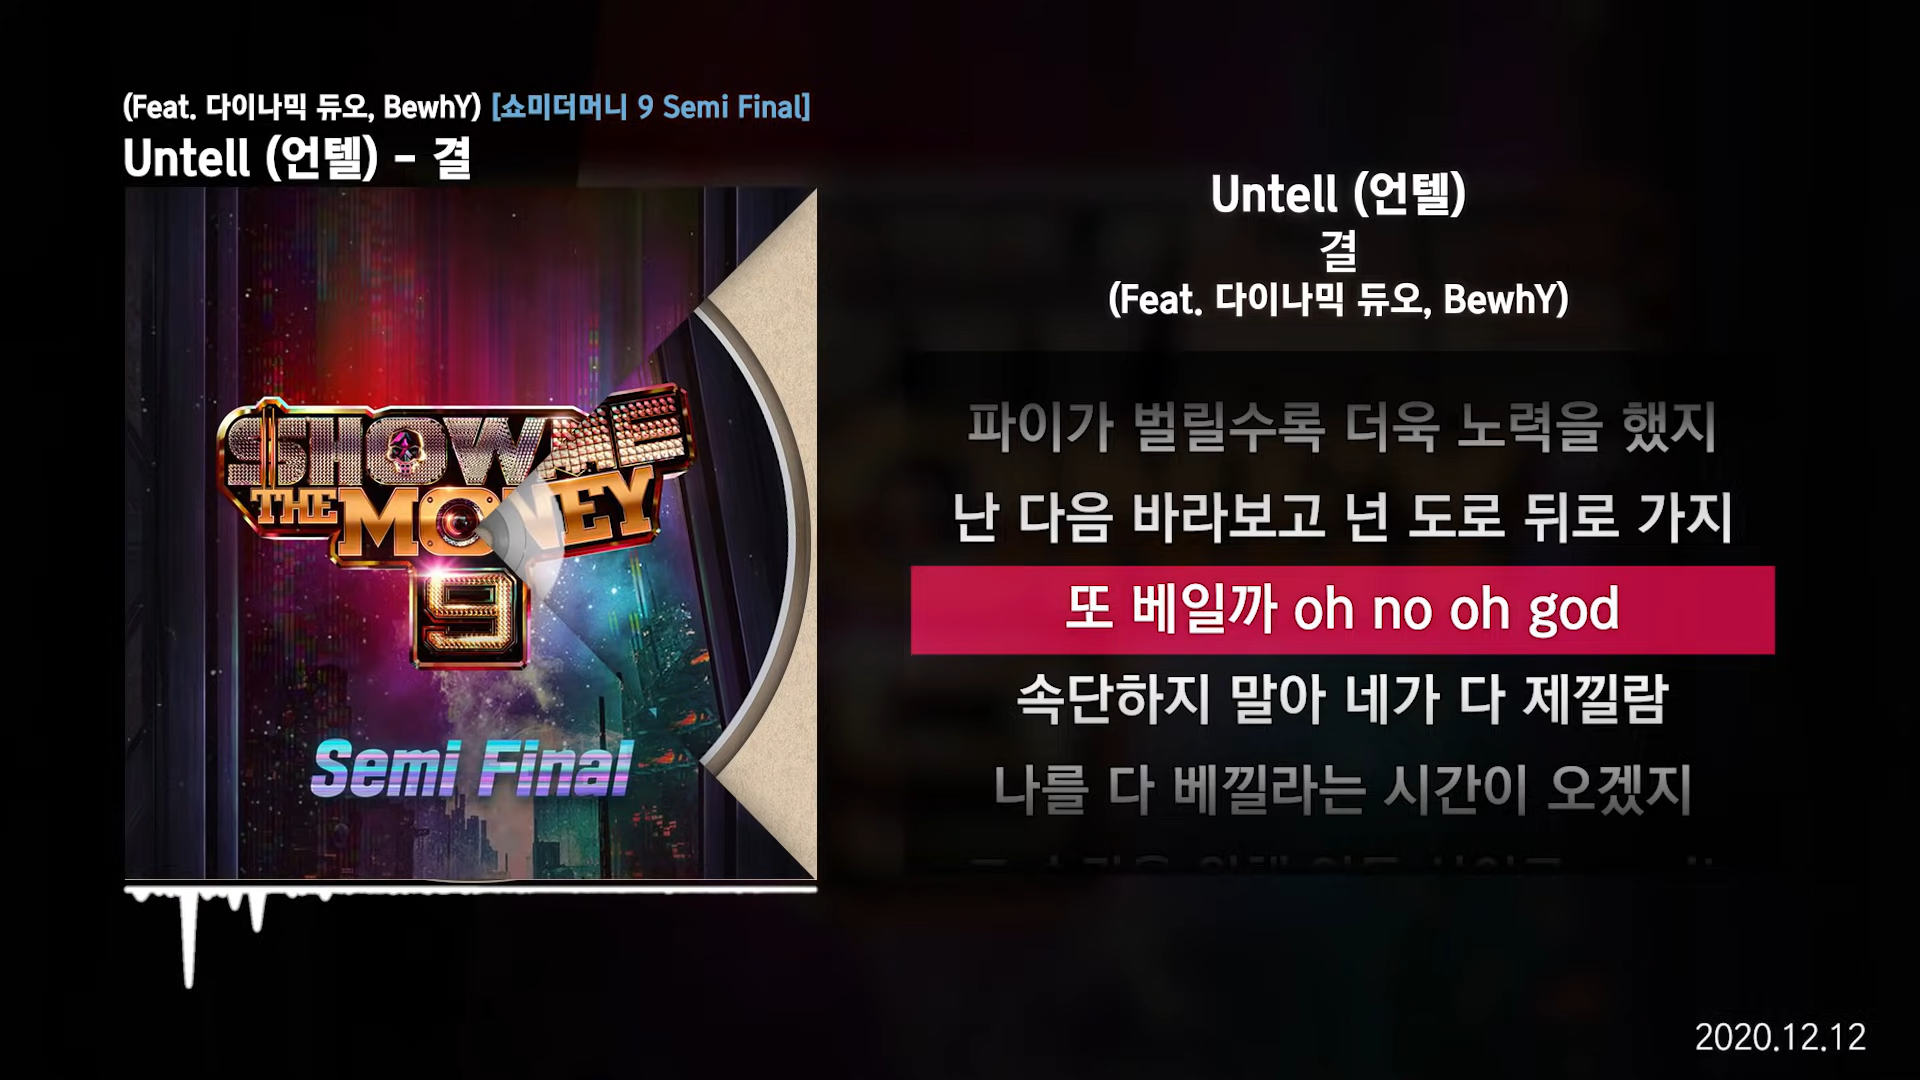 (Feat. 다이나믹 듀오, BewhY) [쇼미더머니 9 Semi Final]
Untell (언텔) - 결
SHOW ME
THE MONEY
9
Semi Final
Untell (언텔)
결
(Feat. 다이나믹 듀오, BewhY)
파이가 벌릴수록 더욱 노력을 했지
난 다음 바라보고 넌 도로 뒤로 가지
또 베일까 oh no oh god
속단하지 말아 네가 다 제낄람
나를 다 베낄라는 시간이 오겠지
2020.12.12